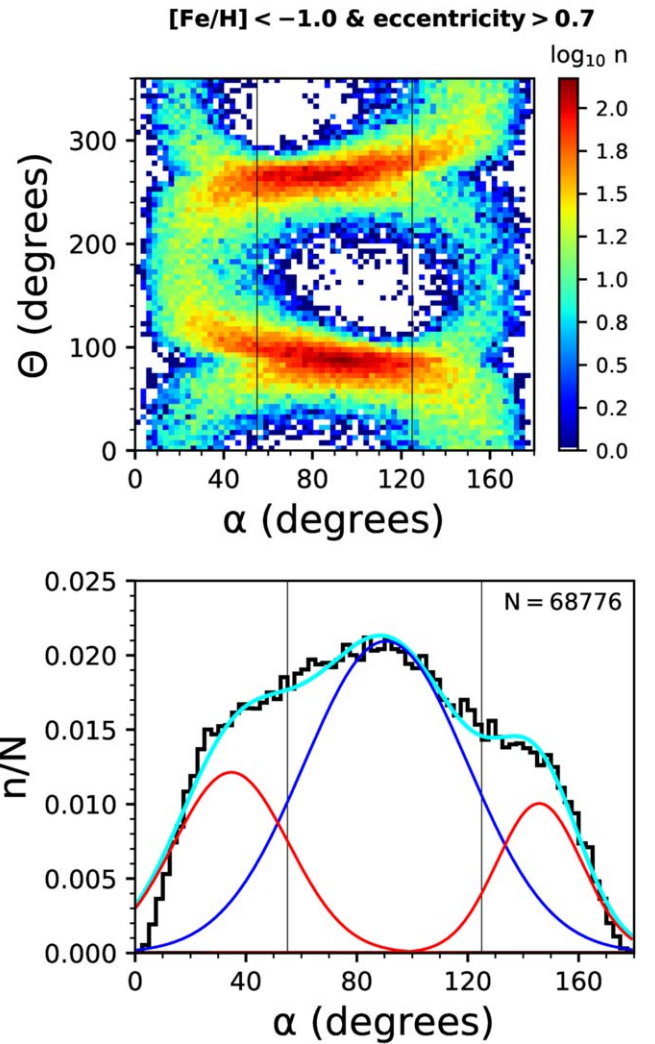 [Fe/H] < −1.0 & eccentricity > 0.7
log₁₀ n
300
200
100
0
Θ (degrees)
2.0
1.8
1.5
1.2
1.0
0.8
0.5
0.2
0.0
0 40 80 120 160
α (degrees)
0.025
0.020
0.015
0.010
0.005
0.000
n/N
N = 68776
0 40 80 120 160
α (degrees)